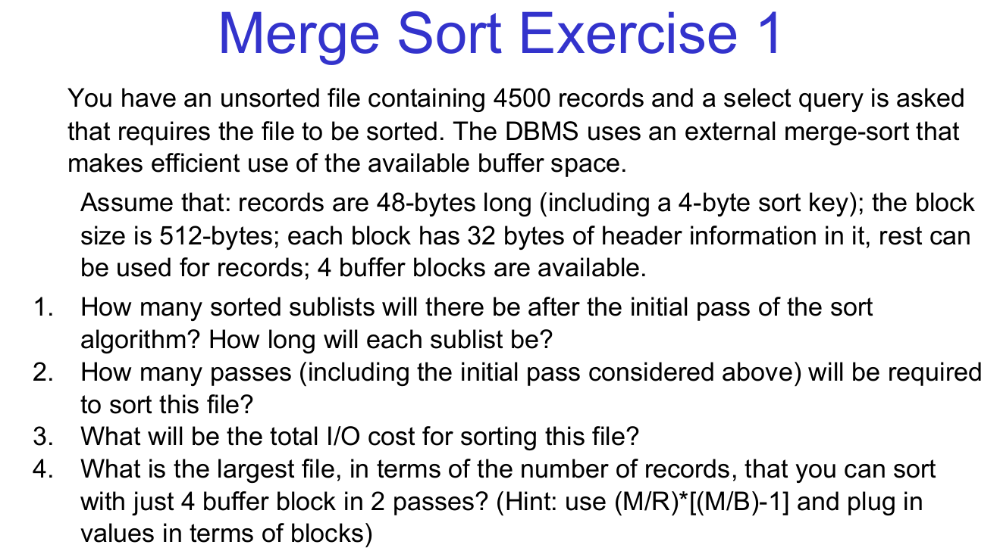 Merge Sort Exercise 1
You have an unsorted file containing 4500 records and a select query is asked
that requires the file to be sorted. The DBMS uses an external merge-sort that
makes efficient use of the available buffer space.
Assume that: records are 48-bytes long (including a 4-byte sort key); the block
size is 512-bytes; each block has 32 bytes of header information in it, rest can
be used for records; 4 buffer blocks are available.
1. How many sorted sublists will there be after the initial pass of the sort
algorithm? How long will each sublist be?
2. How many passes (including the initial pass considered above) will be required
to sort this file?
3. What will be the total I/O cost for sorting this file?
4. What is the largest file, in terms of the number of records, that you can sort
with just 4 buffer block in 2 passes? (Hint: use (M/R)*[(M/B)-1] and plug in
values in terms of blocks)